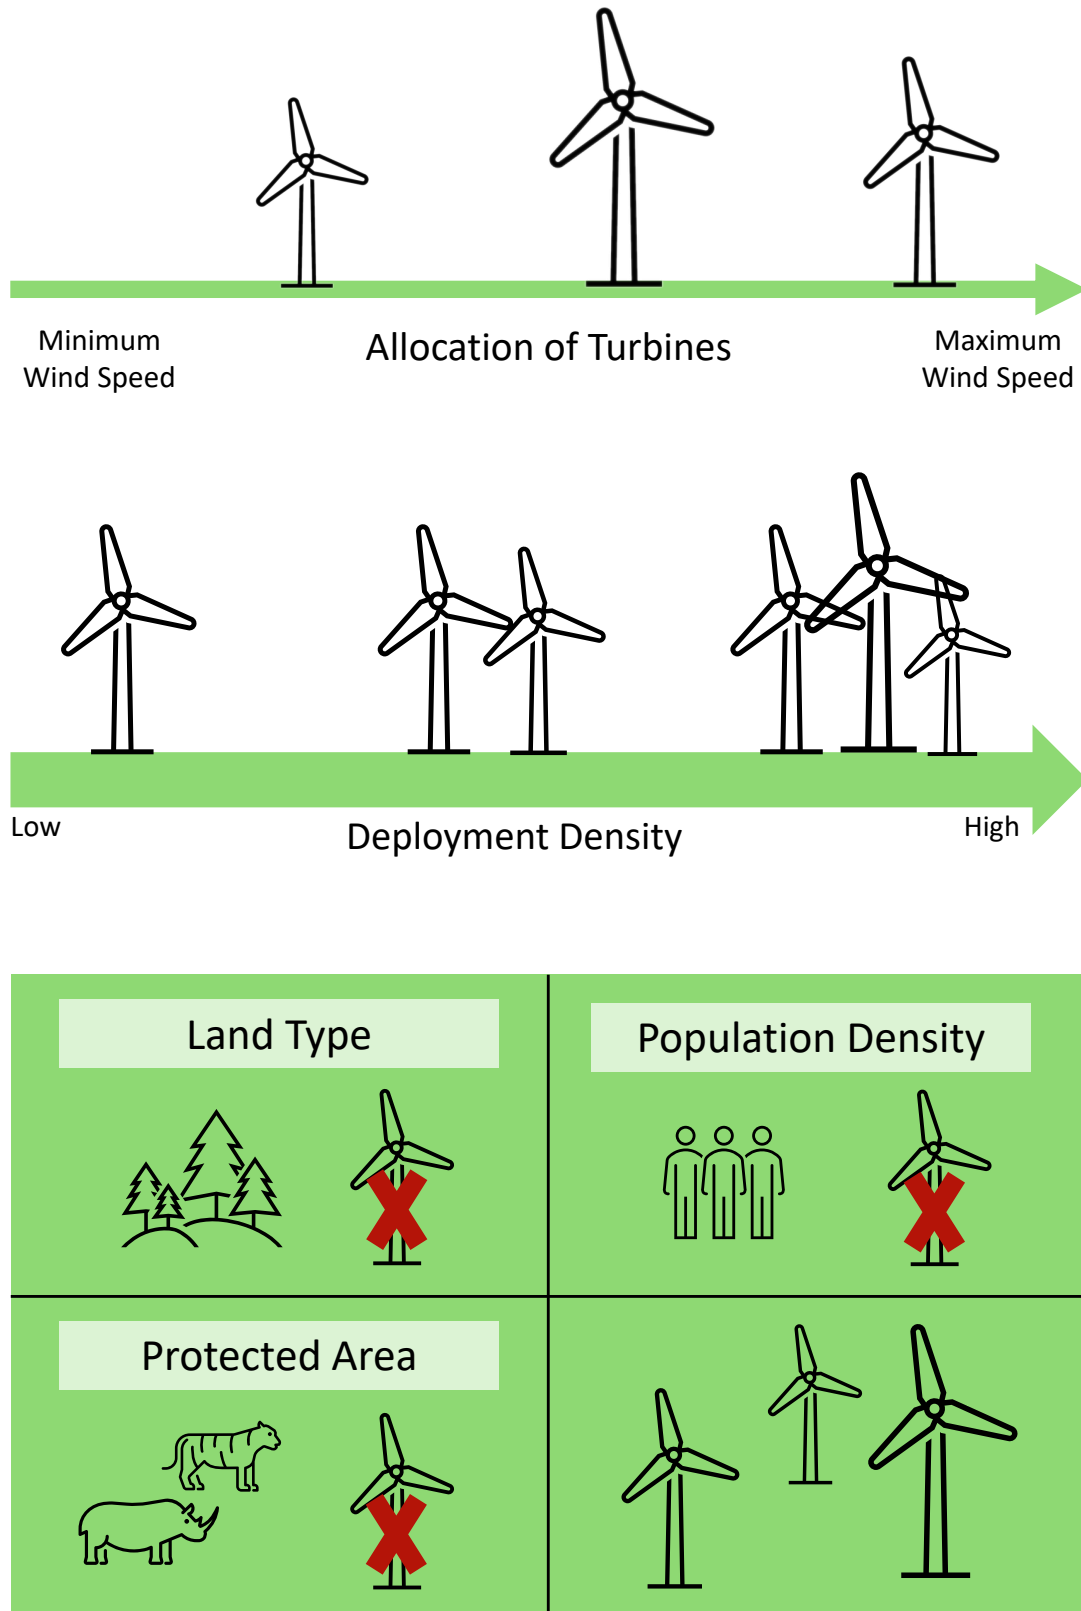 Minimum
Wind Speed
Allocation of Turbines
Maximum
Wind Speed
Low
Deployment Density
High
Land Type
Population Density
Protected Area